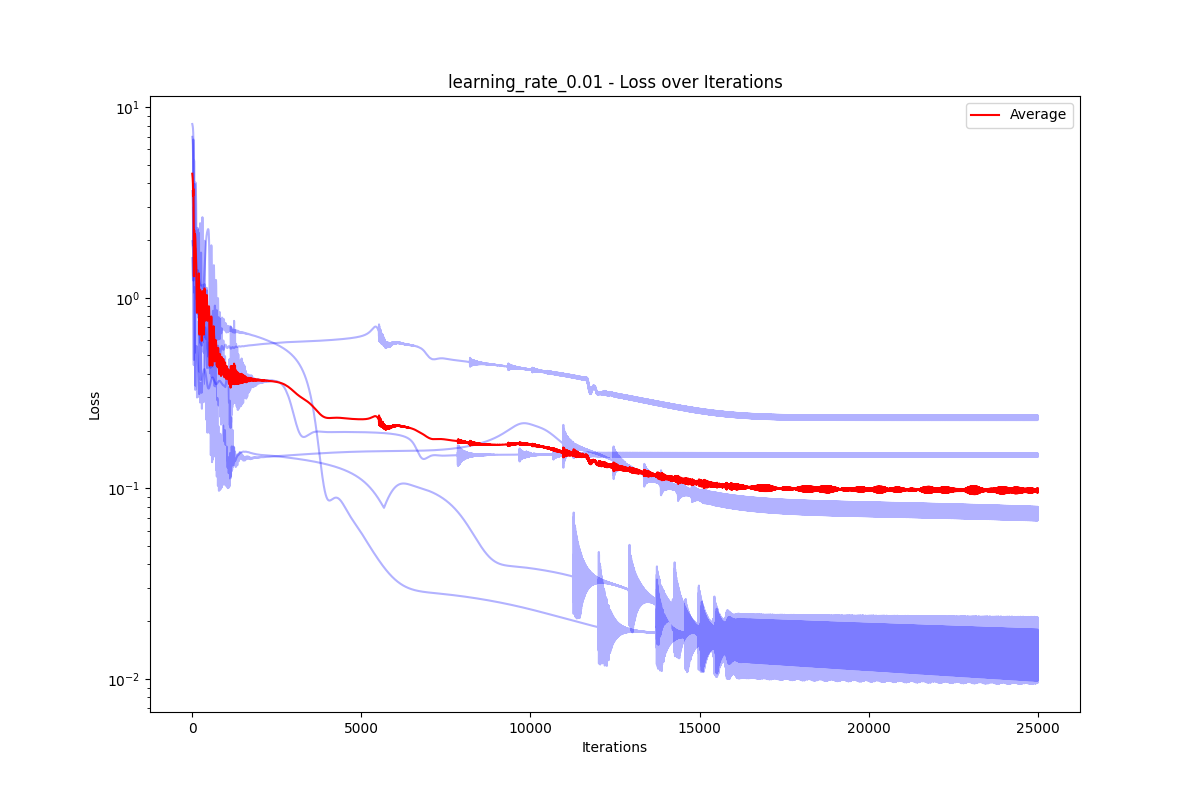 learning_rate_0.01 - Loss over Iterations
Average
10¹
10⁰
10⁻¹
10⁻²
Loss
0 5000 10000 15000 20000 25000
Iterations